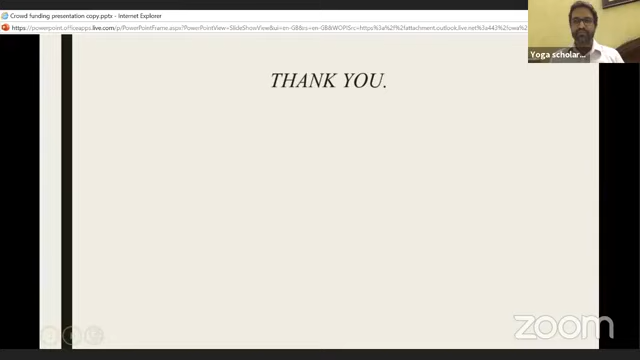 Crowd funding presentation copy.pptx - Internet Explorer
https://powerpoint.officeapps.live.com/p/PowerPointFrame.aspx?PowerPointView=SlideShowView&ui=en-GB&rs=en-GB&WOPISrc=https%3a%2f%2fattachment.outlook.live.net%3a443%2fowa%2
Yoga scholar...
THANK YOU.
zoom